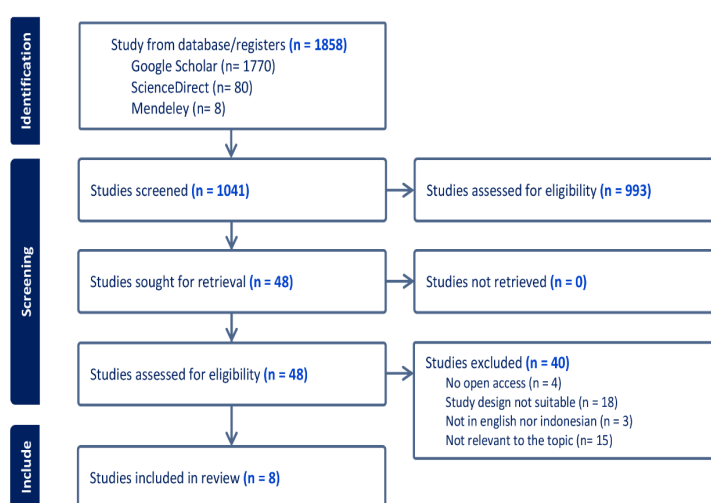 Identification
Study from database/registers (n = 1858)
Google Scholar (n= 1770)
ScienceDirect (n= 80)
Mendeley (n= 8)
Screening
Studies screened (n = 1041)
Studies assessed for eligibility (n = 993)
Studies sought for retrieval (n = 48)
Studies not retrieved (n = 0)
Studies assessed for eligibility (n = 48)
Studies excluded (n = 40)
No open access (n = 4)
Study design not suitable (n = 18)
Not in english nor indonesian (n = 3)
Not relevant to the topic (n= 15)
Include
Studies included in review (n = 8)